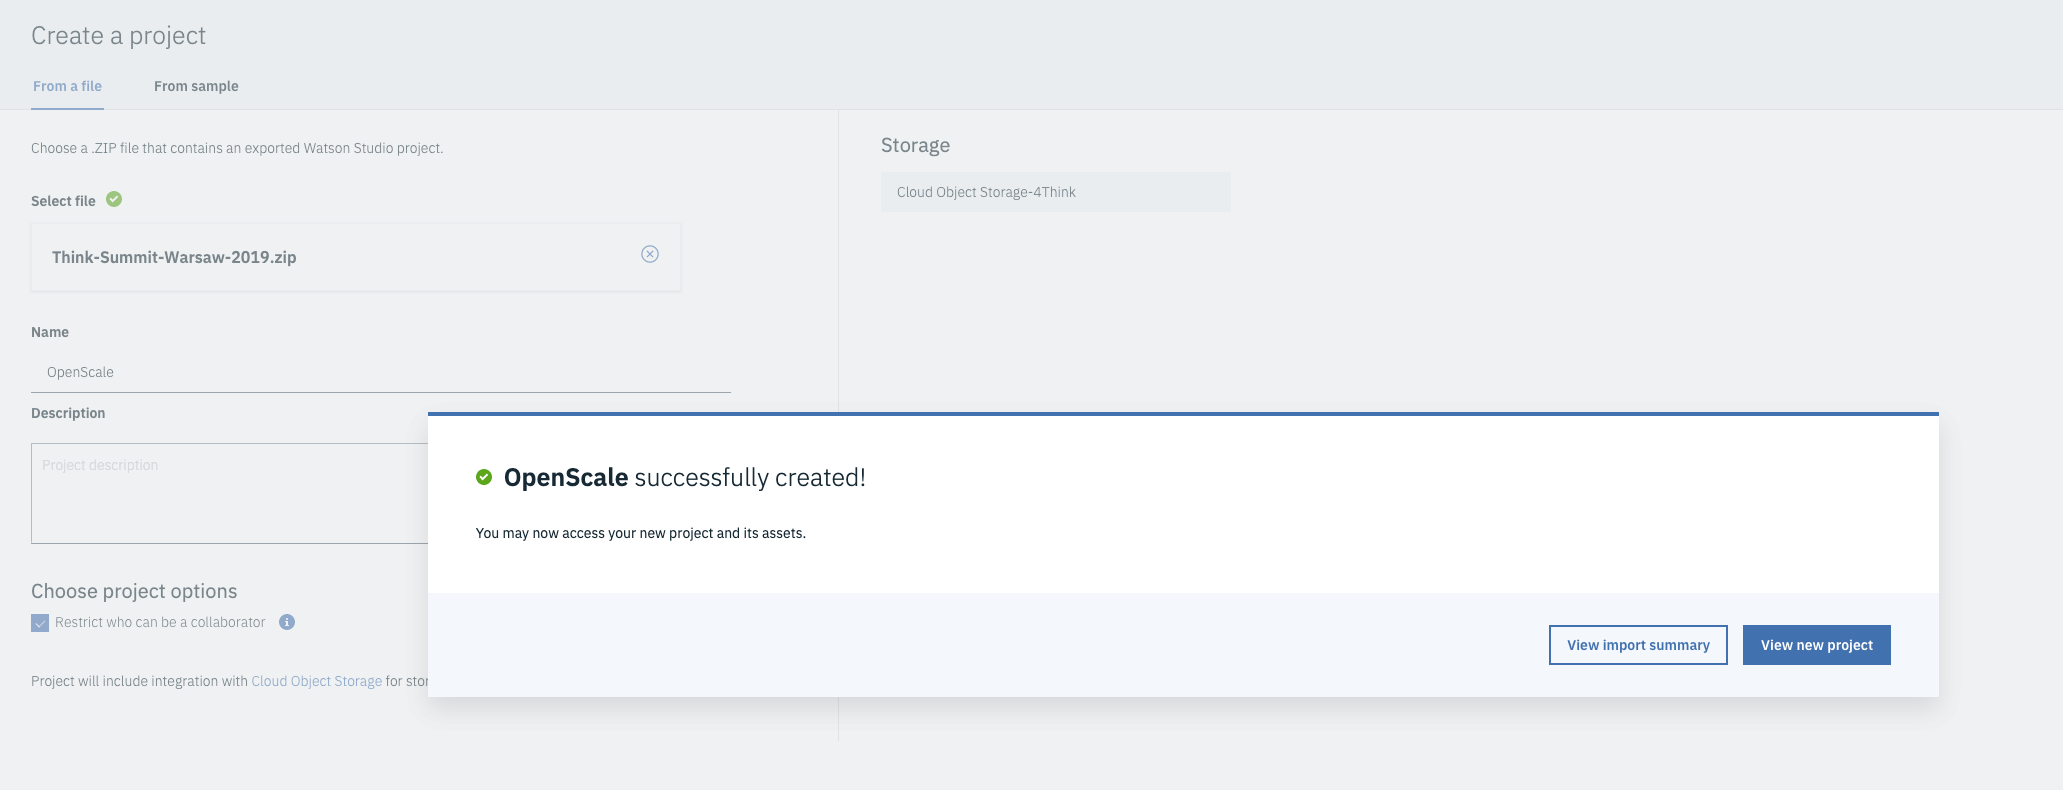 Create a project
From a file
From sample
Choose a .ZIP file that contains an exported Watson Studio project.
Select file
Think-Summit-Warsaw-2019.zip
Name
OpenScale
Description
Project description
Choose project options
Restrict who can be a collaborator
Project will include integration with Cloud Object Storage for
Storage
Cloud Object Storage-4Think
OpenScale successfully created!
You may now access your new project and its assets.
View import summary
View new project